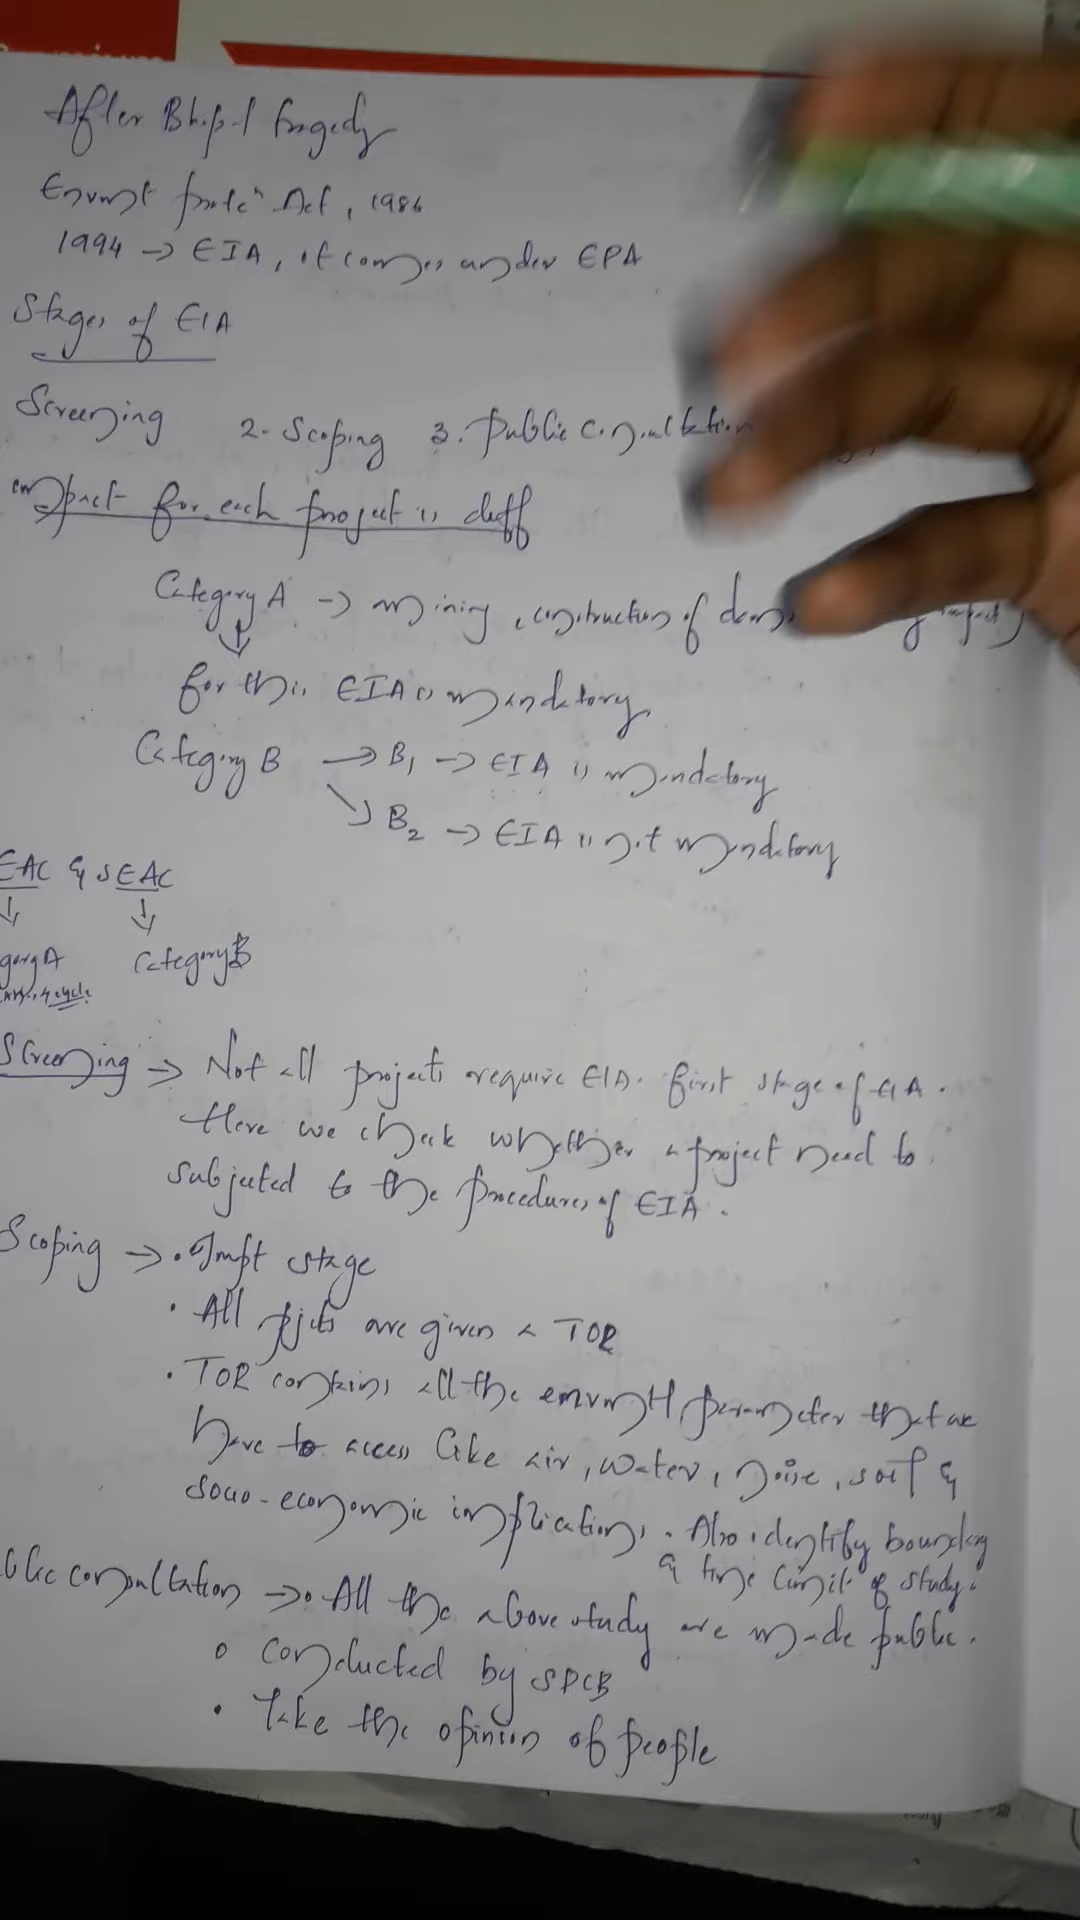 After Bhopal tragedy
Envmt protecn Act, 1986
1994 → EIA, it comes under EPA
Stages of EIA
Screening 2. Scoping 3. Public consultation
impact for each project is diff
Category A → mining, construction of dams
for this EIA is mandatory
Category B → B1 → EIA is mandatory
↘ B2 → EIA is not mandatory
EAC & SEAC
↓ ↓
gory A Category B
Screening → Not all projects require EIA. first stage of EIA.
Here we check whether a project need to
subjected to the procedures of EIA.
Scoping → • Impt stage
• All pjcts are given a TOR
• TOR contains all the envmtl parameter that we
have to access like air, water, noise, soil &
socio-economic implications. Also identify boundary
& time limit of study.
blic consultation → • All the above study are made public.
• conducted by SPCB
• Take the opinion of people